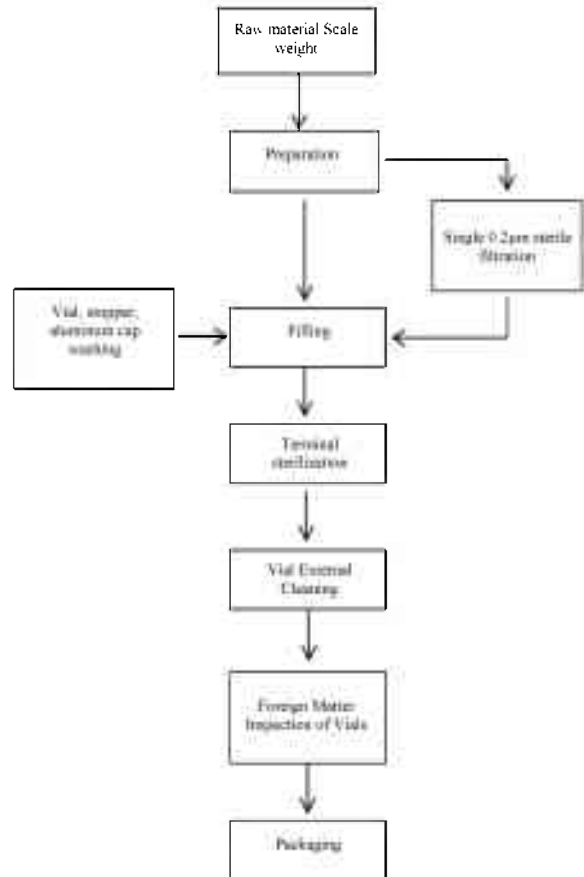 Raw material Scale
weight
Preparation
Single 0.2µm sterile
filtration
Vial, stopper,
aluminum cap
washing
Filling
Terminal
sterilization
Vial External
Cleaning
Foreign Matter
Inspection of Vials
Packaging